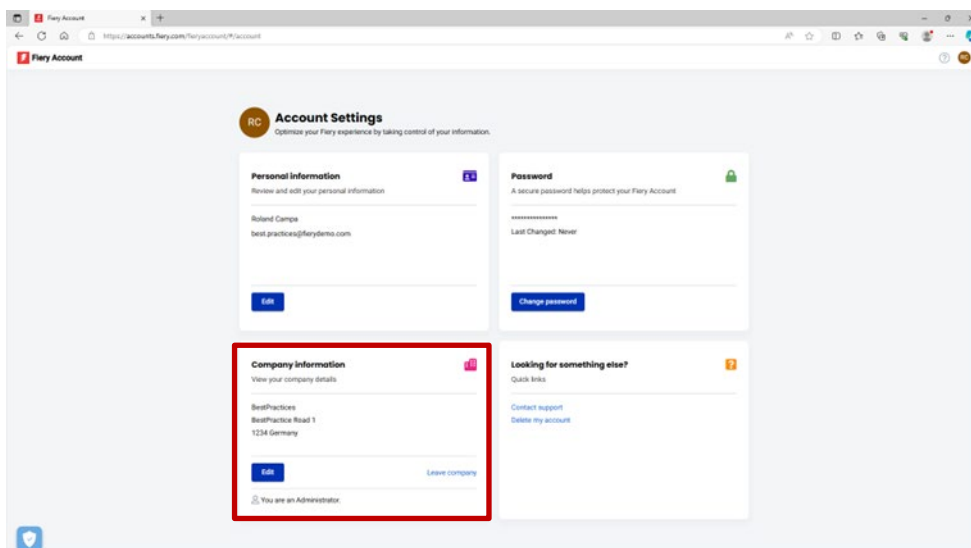 Fiery Account
https://accounts.fiery.com/fieryaccount/#/account
Fiery Account
RC
RC
Account Settings
Optimize your Fiery experience by taking control of your information.
Personal information
Review and edit your personal information
Roland Campa
best.practices@fierydemo.com
Edit
Password
A secure password helps protect your Fiery Account
***************
Last Changed: Never
Change password
Company information
View your company details
BestPractices
BestPractice Road 1
1234 Germany
Edit
Leave company
You are an Administrator.
Looking for something else?
Quick links
Contact support
Delete my account